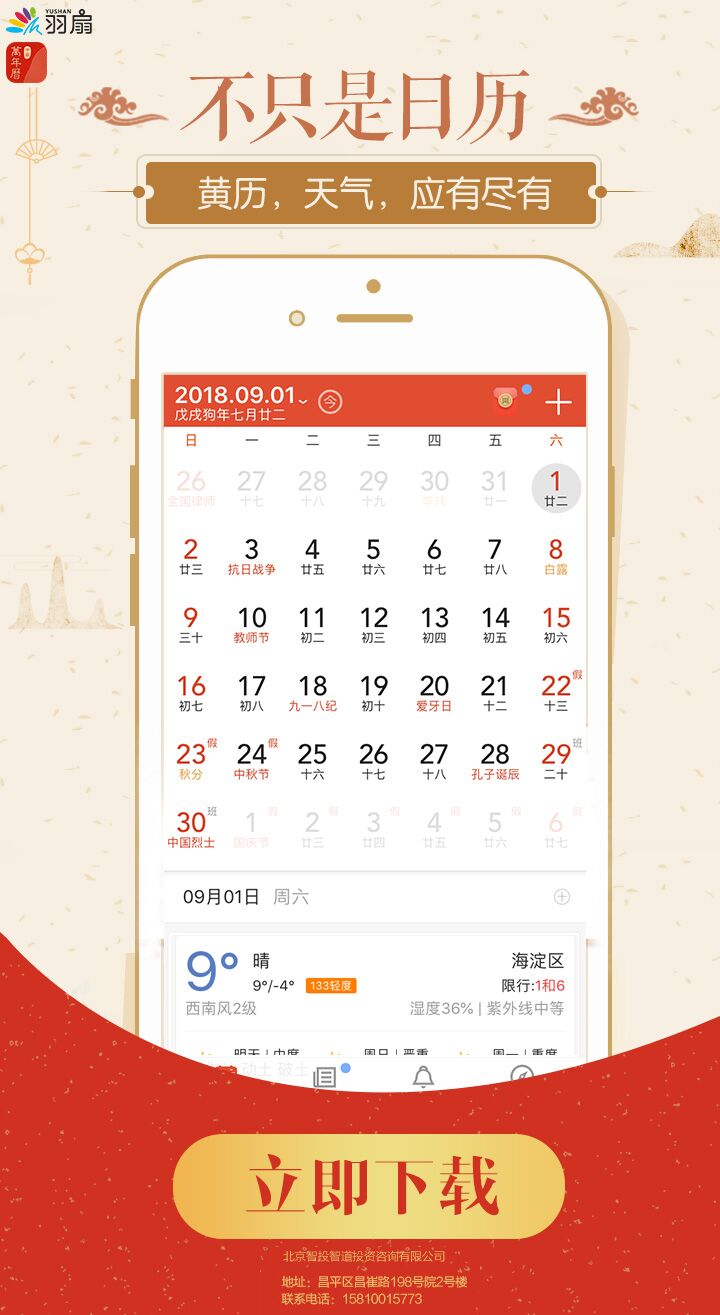 YUSHAN
羽扇
萬年曆
不只是日历
黄历，天气，应有尽有
2018.09.01
今
戊戌狗年七月廿二
日 一 二 三 四 五 六
26 27 28 29 30 31 1
全国律师 十七 十八 十九 李玮 廿一 廿二
2 3 4 5 6 7 8
廿三 抗日战争 廿五 廿六 廿七 廿八 白露
9 10 11 12 13 14 15
三十 教师节 初二 初三 初四 初五 初六
16 17 18 19 20 21 22 假
初七 初八 九一八纪 初十 爱牙日 十二 十三
23 假 24 假 25 26 27 28 29 班
秋分 中秋节 十六 十七 十八 孔子诞辰 二十
30 班 1 假 2 假 3 假 4 假 5 假 6 假
中国烈士 国庆节 廿三 廿四 廿五 廿六 廿七
09月01日 周六
9° 晴 海淀区
9°/-4° 133轻度 限行:1和6
西南风2级 湿度36% | 紫外线中等
明天 | 中度 周日 | 严重 周一 | 重度
动土 破土
立即下载
北京智投智道投资咨询有限公司
地址：昌平区昌崔路198号院2号楼
联系电话：15810015773